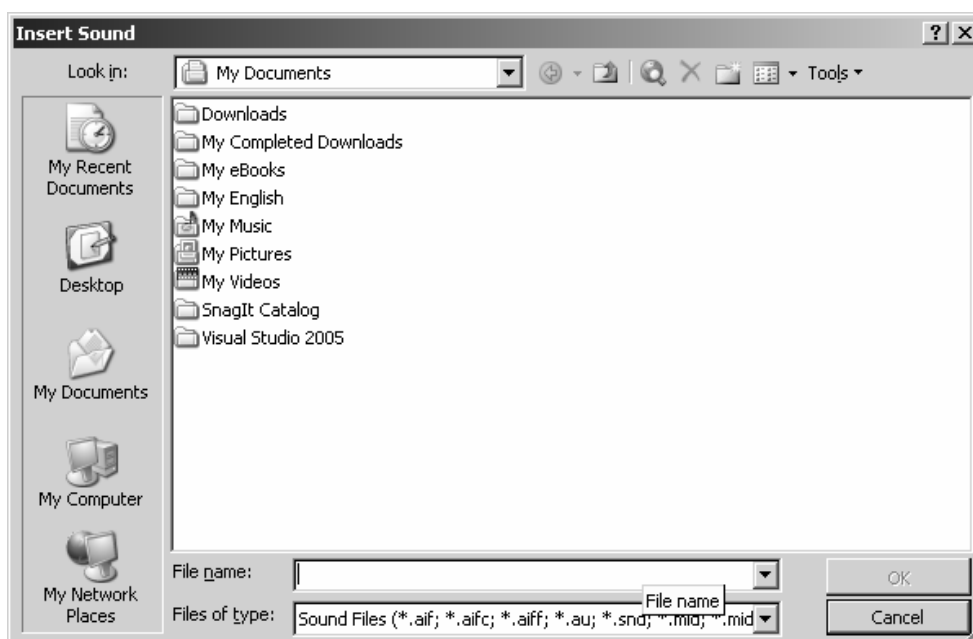 Insert Sound
Look in:
My Documents
Tools
My Recent
Documents
Desktop
My Documents
My Computer
My Network
Places
Downloads
My Completed Downloads
My eBooks
My English
My Music
My Pictures
My Videos
SnagIt Catalog
Visual Studio 2005
File name:
OK
File name
Files of type:
Sound Files (*.aif; *.aifc; *.aiff; *.au; *.snd; *.mid; *.mid
Cancel